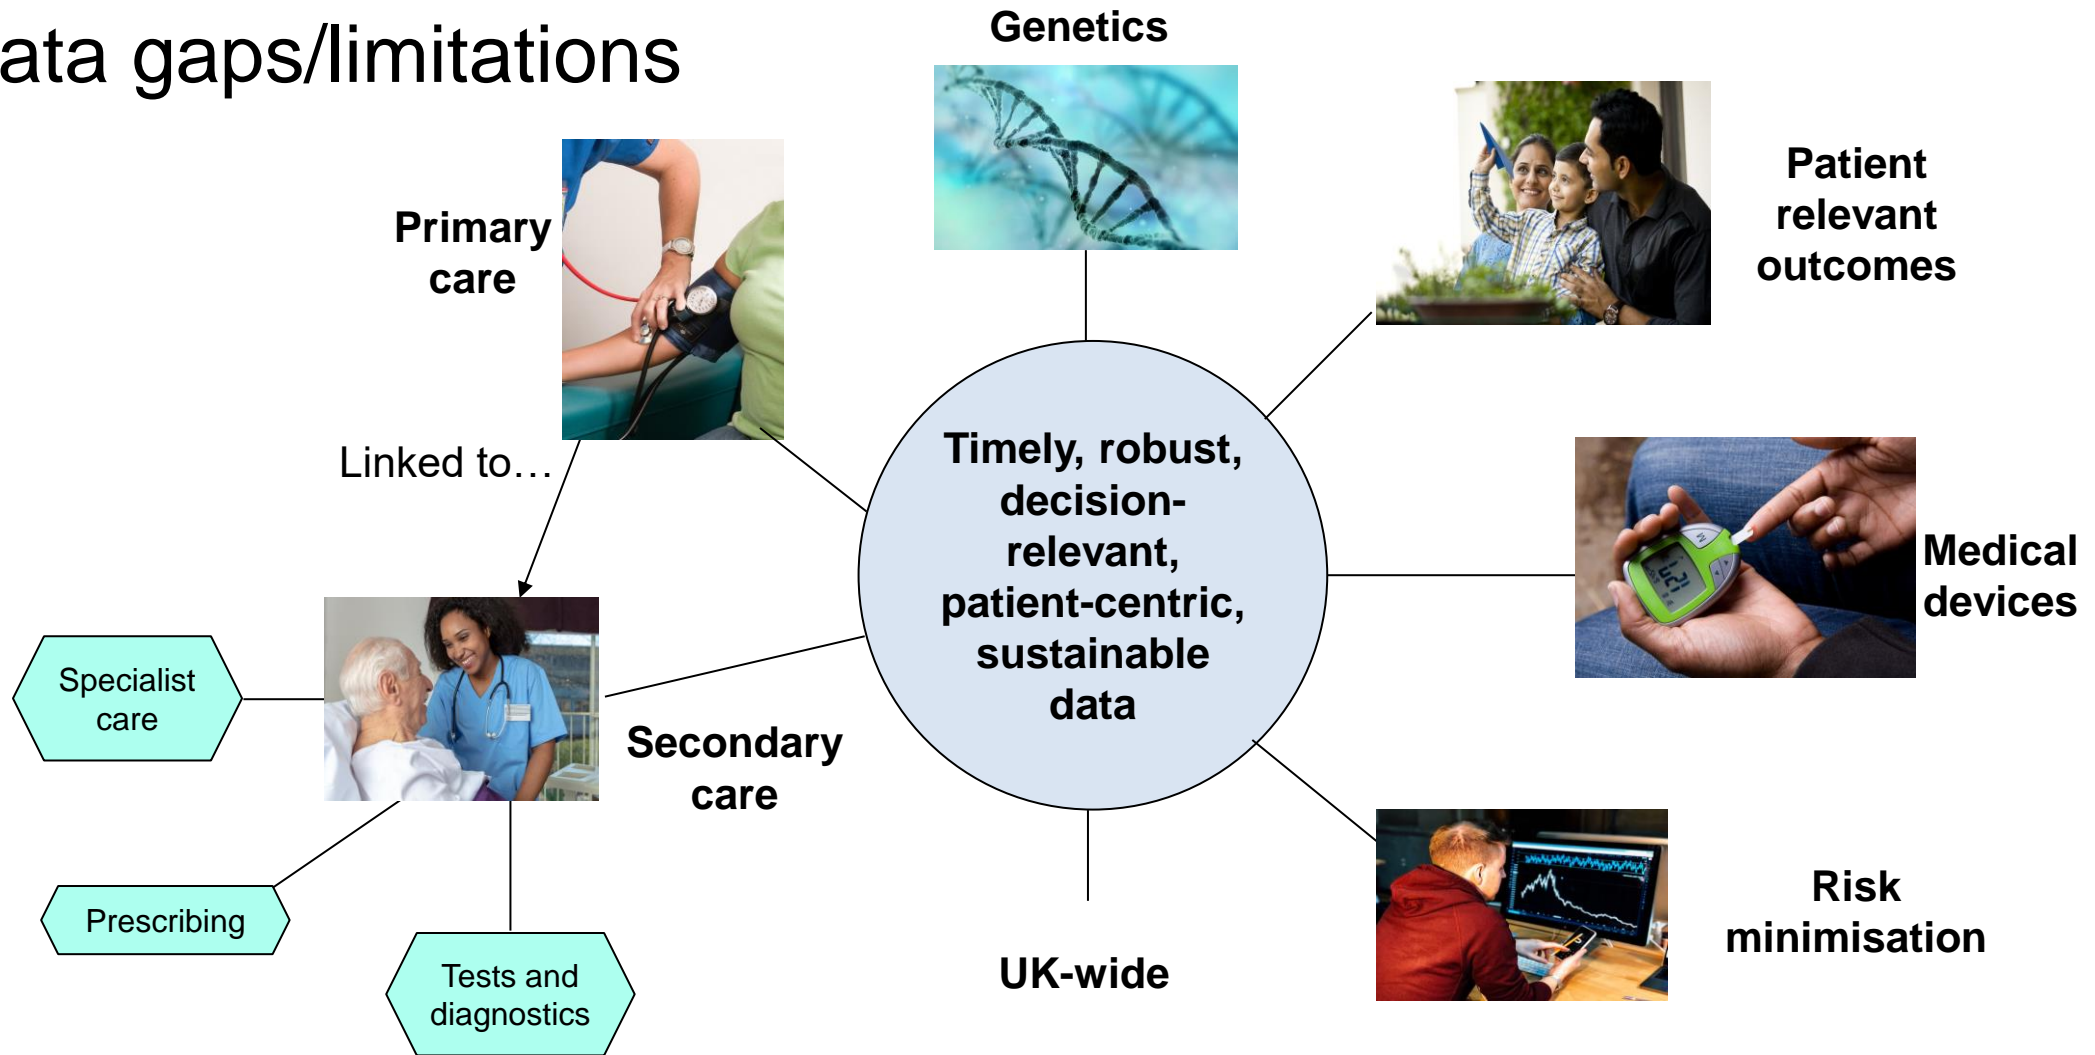 ata gaps/limitations
Genetics
Patient
relevant
outcomes
Primary
care
Linked to…
Timely, robust,
decision-
relevant,
patient-centric,
sustainable
data
Medical
devices
Specialist
care
Secondary
care
Prescribing
Tests and
diagnostics
UK-wide
Risk
minimisation